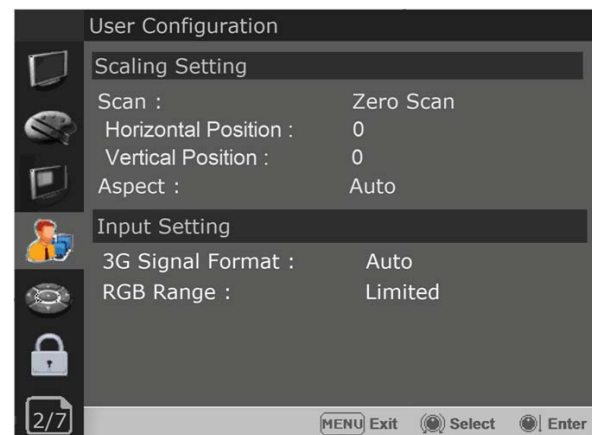 User Configuration
Scaling Setting
Scan : Zero Scan
Horizontal Position : 0
Vertical Position : 0
Aspect : Auto
Input Setting
3G Signal Format : Auto
RGB Range : Limited
2/7 MENU Exit Select Enter